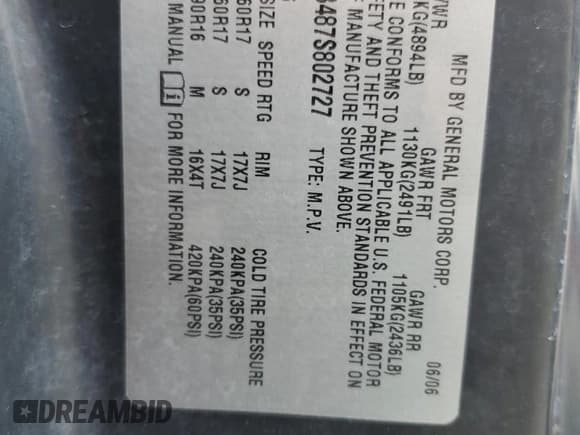 MFD BY GENERAL MOTORS CORP. 06/06
VWR GAWR FRT GAWR RR
KG(4894LB) 1130KG(2491LB) 1105KG(2436LB)
E CONFORMS TO ALL APPLICABLE U.S. FEDERAL MOTOR
FETY AND THEFT PREVENTION STANDARDS IN EFFECT ON
F MANUFACTURE SHOWN ABOVE.
487S802727 TYPE: M.P.V.
SIZE SPEED RTG RIM COLD TIRE PRESSURE
60R17 S 17X7J 240KPA(35PSI)
60R17 S 17X7J 240KPA(35PSI)
90R16 M 16X4T 420KPA(60PSI)
MANUAL FOR MORE INFORMATION.
DREAMBID